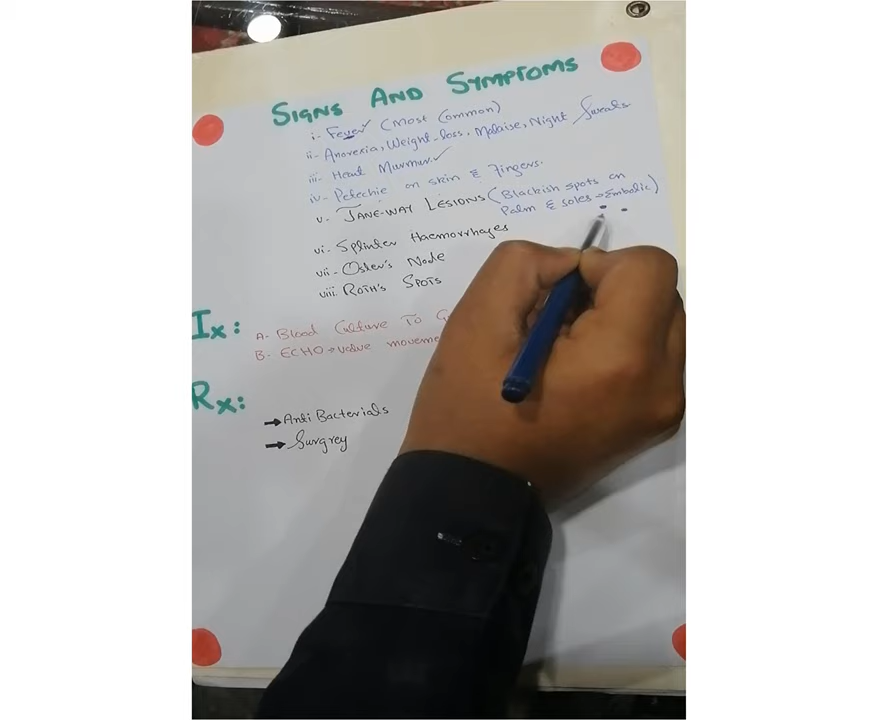 SIGNS AND SYMPTOMS
i- Fever (Most Common)
ii- Anorexia, Weight-loss, Malaise, Night Sweats
iii- Heart Murmur
iv- Petechie on skin & Fingers.
v- JANE-WAY LESIONS (Blackish spots on
Palm & soles → Embolic)
vi- Splinter Haemorrhages
vii- Osler's Node
viii- ROTH'S SPOTS
Ix:
A- Blood Culture To
B- ECHO → valve moveme
Rx:
→ Anti Bacterials
→ Surgrey